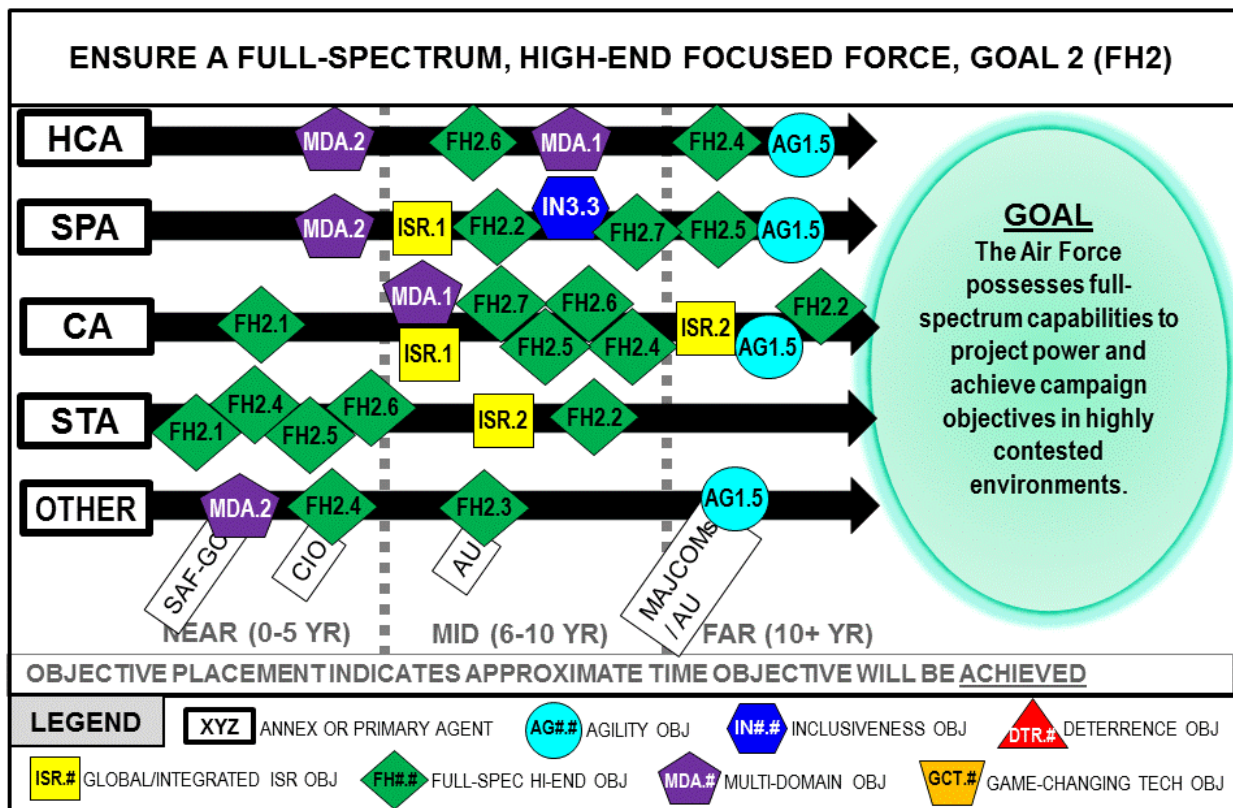 ENSURE A FULL-SPECTRUM, HIGH-END FOCUSED FORCE, GOAL 2 (FH2)
HCA
MDA.2
FH2.6
MDA.1
FH2.4
AG1.5
SPA
MDA.2
ISR.1
FH2.2
IN3.3
FH2.7
FH2.5
AG1.5
CA
FH2.1
MDA.1
ISR.1
FH2.7
FH2.5
FH2.6
FH2.4
ISR.2
AG1.5
FH2.2
STA
FH2.1
FH2.4
FH2.5
FH2.6
ISR.2
FH2.2
OTHER
MDA.2
FH2.4
FH2.3
AG1.5
CIO
AU
MAJCOMs
/ AU
GOAL
The Air Force
possesses full-
spectrum capabilities to
project power and
achieve campaign
objectives in highly
contested
environments.
NEAR (0-5 YR)
MID (6-10 YR)
FAR (10+ YR)
OBJECTIVE PLACEMENT INDICATES APPROXIMATE TIME OBJECTIVE WILL BE ACHIEVED
LEGEND
XYZ ANNEX OR PRIMARY AGENT
AG#.# AGILITY OBJ
IN#.# INCLUSIVENESS OBJ
DTR.# DETERRENCE OBJ
ISR.# GLOBAL/INTEGRATED ISR OBJ
FH#.# FULL-SPEC HI-END OBJ
MDA.# MULTI-DOMAIN OBJ
GCT.# GAME-CHANGING TECH OBJ